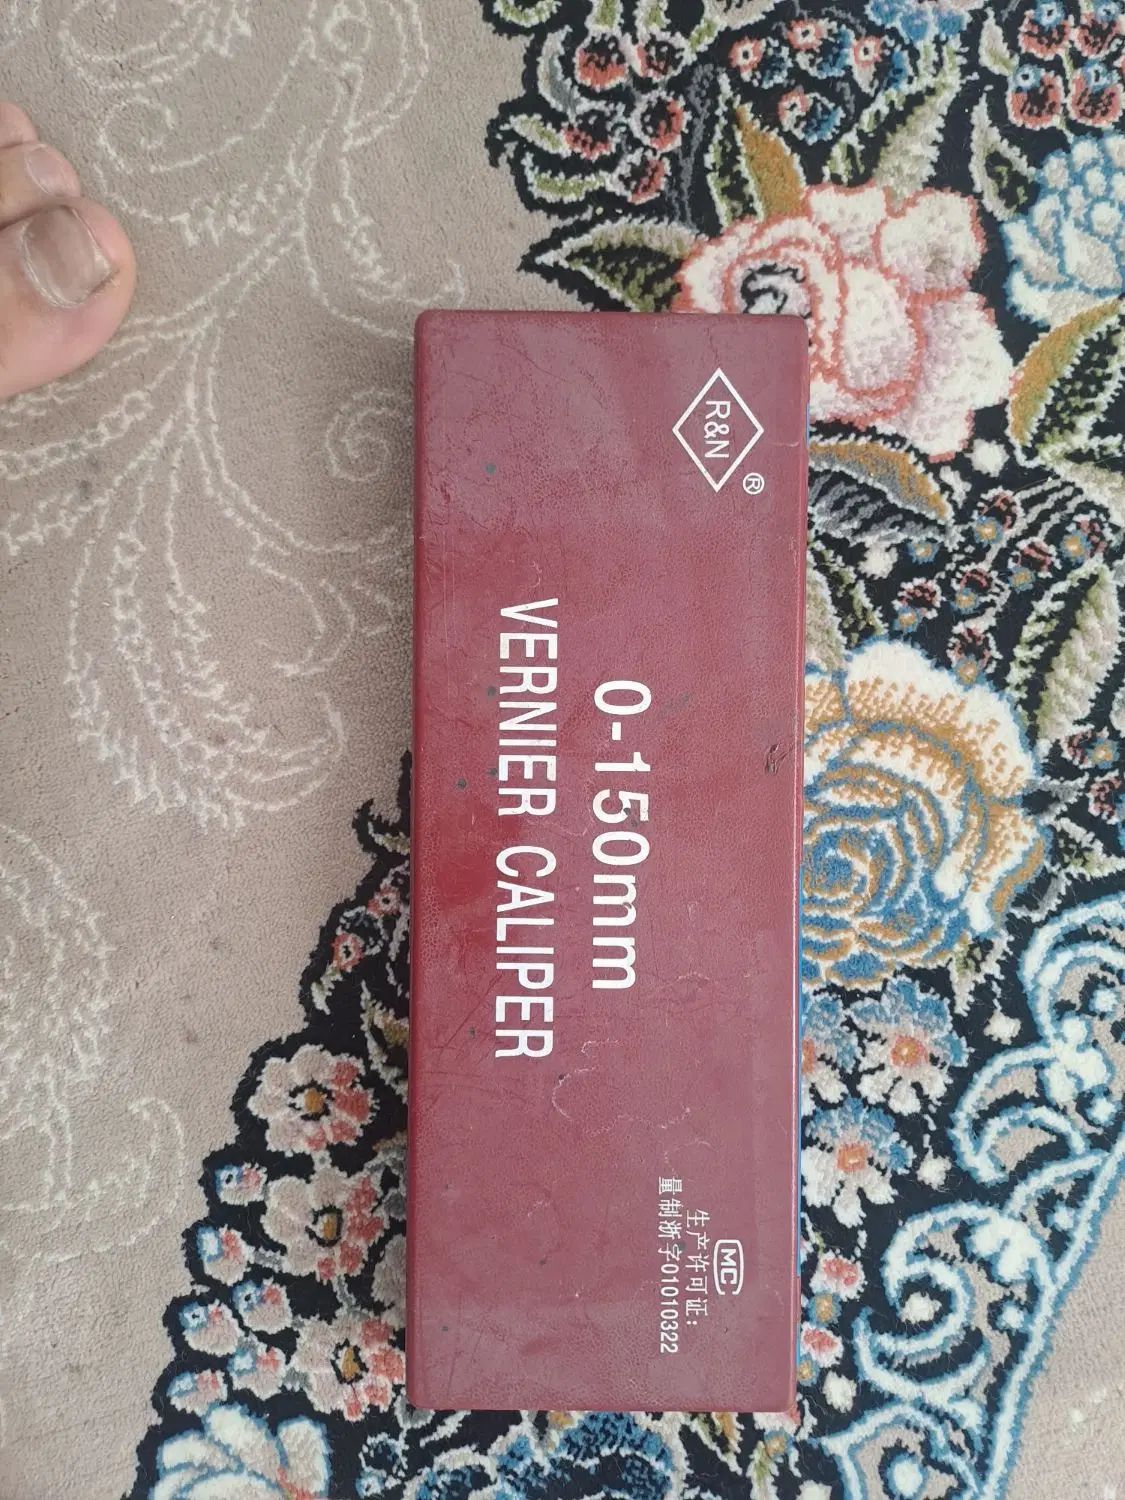 R&N
®
0-150mm
VERNIER CALIPER
MC
生产许可证:
量制浙字01010322